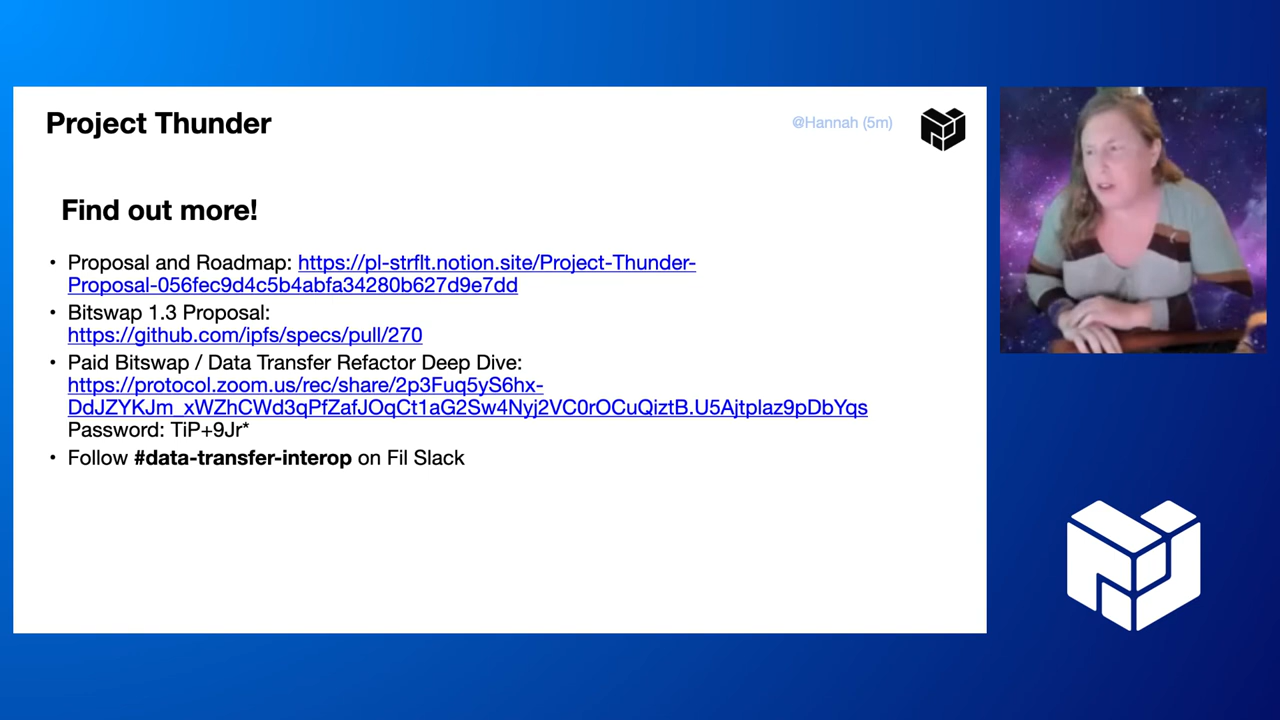 Project Thunder
@Hannah (5m)
Find out more!
• Proposal and Roadmap: https://pl-strflt.notion.site/Project-Thunder-
Proposal-056fec9d4c5b4abfa34280b627d9e7dd
• Bitswap 1.3 Proposal:
https://github.com/ipfs/specs/pull/270
• Paid Bitswap / Data Transfer Refactor Deep Dive:
https://protocol.zoom.us/rec/share/2p3Fuq5yS6hx-
DdJZYKJm_xWZhCWd3qPfZafJOqCt1aG2Sw4Nyj2VC0rOCuQiztB.U5Ajtplaz9pDbYqs
Password: TiP+9Jr*
• Follow #data-transfer-interop on Fil Slack